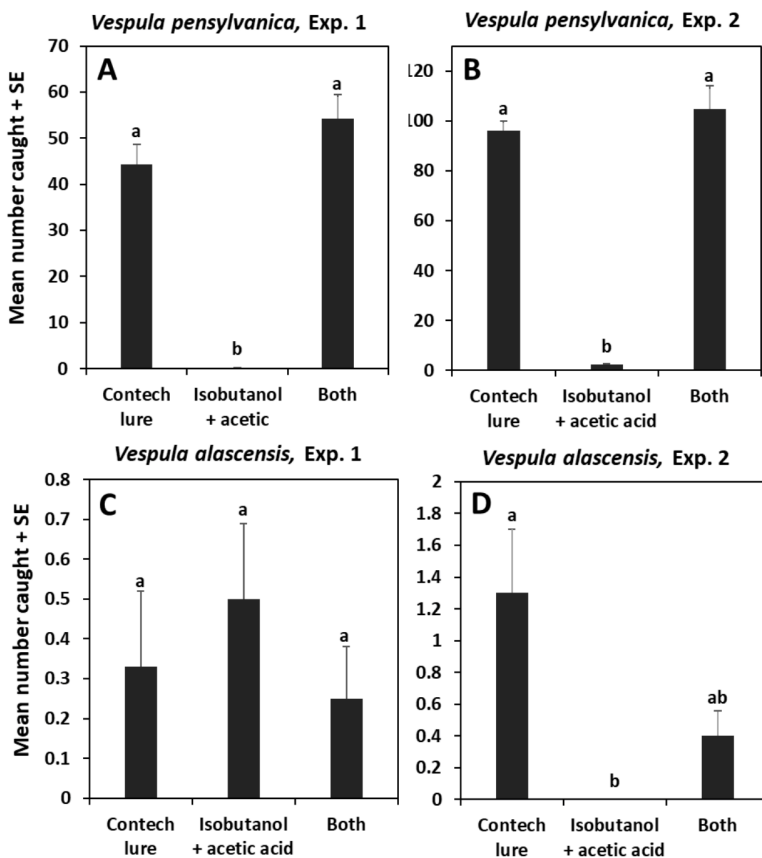 Vespula pensylvanica, Exp. 1
A
Mean number caught + SE
70
60
50
40
30
20
10
0
a
b
a
Contech
lure
Isobutanol
+ acetic
Both
Vespula pensylvanica, Exp. 2
B
120
100
80
60
40
20
0
a
b
a
Contech
lure
Isobutanol
+ acetic acid
Both
Vespula alascensis, Exp. 1
C
Mean number caught + SE
0.8
0.7
0.6
0.5
0.4
0.3
0.2
0.1
0
a
a
a
Contech
lure
Isobutanol
+ acetic acid
Both
Vespula alascensis, Exp. 2
D
2
1.8
1.6
1.4
1.2
1
0.8
0.6
0.4
0.2
0
a
b
ab
Contech
lure
Isobutanol
+ acetic acid
Both